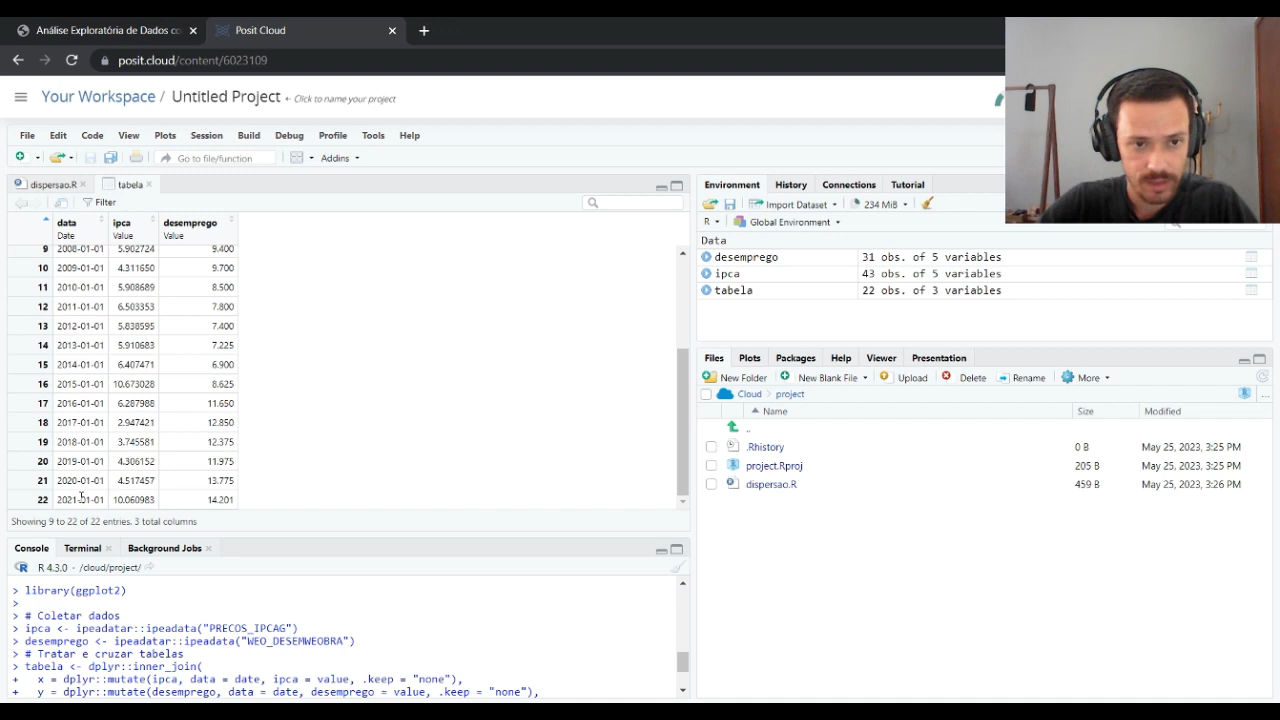 Análise Exploratória de Dados co
Posit Cloud
posit.cloud/content/6023109
Your Workspace / Untitled Project
Click to name your project
File Edit Code View Plots Session Build Debug Profile Tools Help
Go to file/function
Addins
dispersao.R
tabela
Filter
data ipca desemprego
Date Value Value
9 2008-01-01 5.902724 9.400
10 2009-01-01 4.311650 9.700
11 2010-01-01 5.908689 8.500
12 2011-01-01 6.503353 7.800
13 2012-01-01 5.838595 7.400
14 2013-01-01 5.910683 7.225
15 2014-01-01 6.407471 6.900
16 2015-01-01 10.673028 8.625
17 2016-01-01 6.287988 11.650
18 2017-01-01 2.947421 12.850
19 2018-01-01 3.745581 12.375
20 2019-01-01 4.306152 11.975
21 2020-01-01 4.517457 13.775
22 2021-01-01 10.060983 14.201
Showing 9 to 22 of 22 entries, 3 total columns
Console Terminal Background Jobs
R 4.3.0 · /cloud/project/
> library(ggplot2)
>
> # Coletar dados
> ipca <- ipeadatar::ipeadata("PRECOS_IPCAG")
> desemprego <- ipeadatar::ipeadata("WEO_DESEMWEOBRA")
> # Tratar e cruzar tabelas
> tabela <- dplyr::inner_join(
+ x = dplyr::mutate(ipca, data = date, ipca = value, .keep = "none"),
+ y = dplyr::mutate(desemprego, data = date, desemprego = value, .keep = "none"),
Environment History Connections Tutorial
Import Dataset 234 MiB
R Global Environment
Data
desemprego 31 obs. of 5 variables
ipca 43 obs. of 5 variables
tabela 22 obs. of 3 variables
Files Plots Packages Help Viewer Presentation
New Folder New Blank File Upload Delete Rename More
Cloud > project
...
Name Size Modified
..
.Rhistory 0 B May 25, 2023, 3:25 PM
project.Rproj 205 B May 25, 2023, 3:25 PM
dispersao.R 459 B May 25, 2023, 3:26 PM